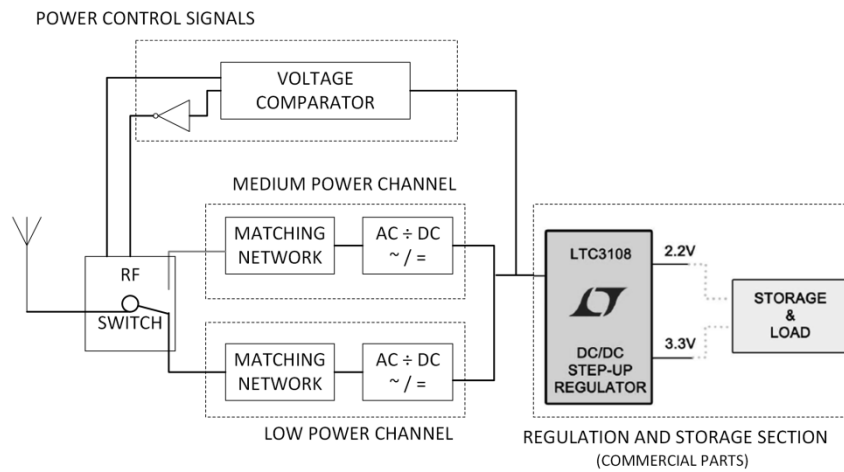 POWER CONTROL SIGNALS
VOLTAGE
COMPARATOR
MEDIUM POWER CHANNEL
MATCHING
NETWORK
AC ÷ DC
~ / =
RF
SWITCH
MATCHING
NETWORK
AC ÷ DC
~ / =
LOW POWER CHANNEL
LTC3108
DC/DC
STEP-UP
REGULATOR
2.2V
3.3V
STORAGE
&
LOAD
REGULATION AND STORAGE SECTION
(COMMERCIAL PARTS)